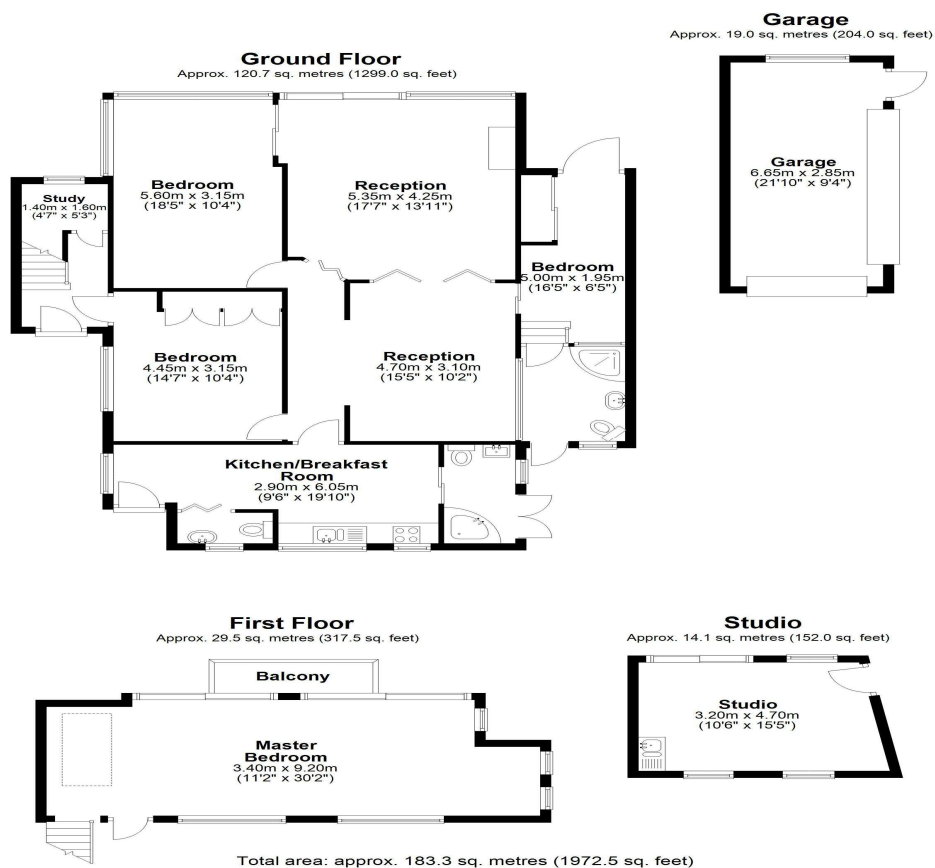 Garage
Approx. 19.0 sq. metres (204.0 sq. feet)
Ground Floor
Approx. 120.7 sq. metres (1299.0 sq. feet)
Bedroom
5.60m x 3.15m
(18'5" x 10'4")
Reception
5.35m x 4.25m
(17'7" x 13'11")
Garage
6.65m x 2.85m
(21'10" x 9'4")
Study
1.40m x 1.60m
(4'7" x 5'3")
Bedroom
5.00m x 1.95m
(16'5" x 6'5")
Bedroom
4.45m x 3.15m
(14'7" x 10'4")
Reception
4.70m x 3.10m
(15'5" x 10'2")
Kitchen/Breakfast
Room
2.90m x 6.05m
(9'6" x 19'10")
First Floor
Approx. 29.5 sq. metres (317.5 sq. feet)
Studio
Approx. 14.1 sq. metres (152.0 sq. feet)
Balcony
Master
Bedroom
3.40m x 9.20m
(11'2" x 30'2")
Studio
3.20m x 4.70m
(10'6" x 15'5")
Total area: approx. 183.3 sq. metres (1972.5 sq. feet)